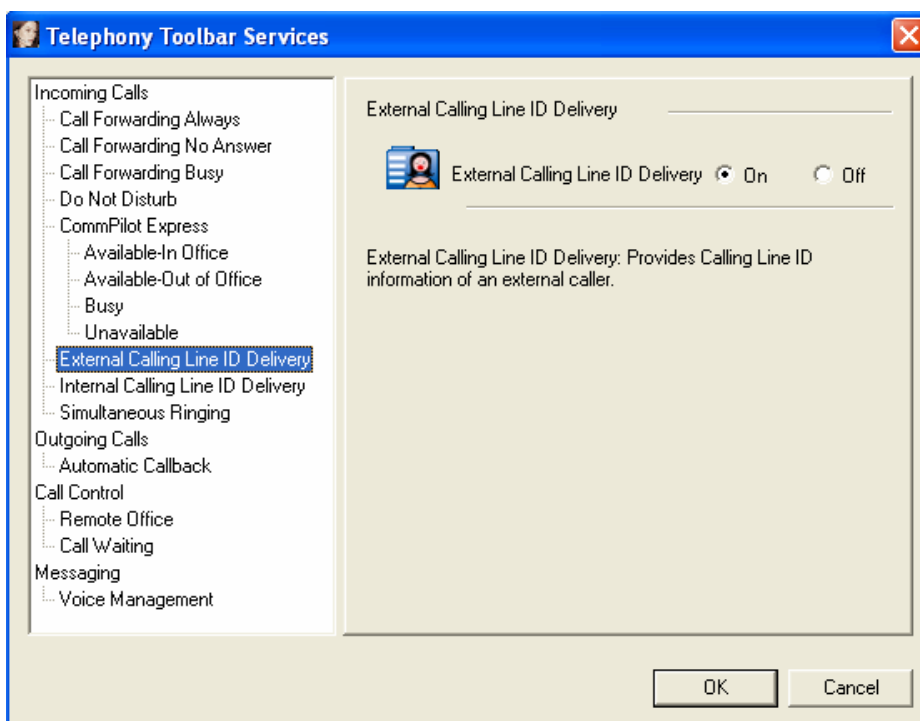 Telephony Toolbar Services
Incoming Calls
Call Forwarding Always
Call Forwarding No Answer
Call Forwarding Busy
Do Not Disturb
CommPilot Express
Available-In Office
Available-Out of Office
Busy
Unavailable
External Calling Line ID Delivery
Internal Calling Line ID Delivery
Simultaneous Ringing
Outgoing Calls
Automatic Callback
Call Control
Remote Office
Call Waiting
Messaging
Voice Management
External Calling Line ID Delivery
External Calling Line ID Delivery On Off
External Calling Line ID Delivery: Provides Calling Line ID
information of an external caller.
OK Cancel